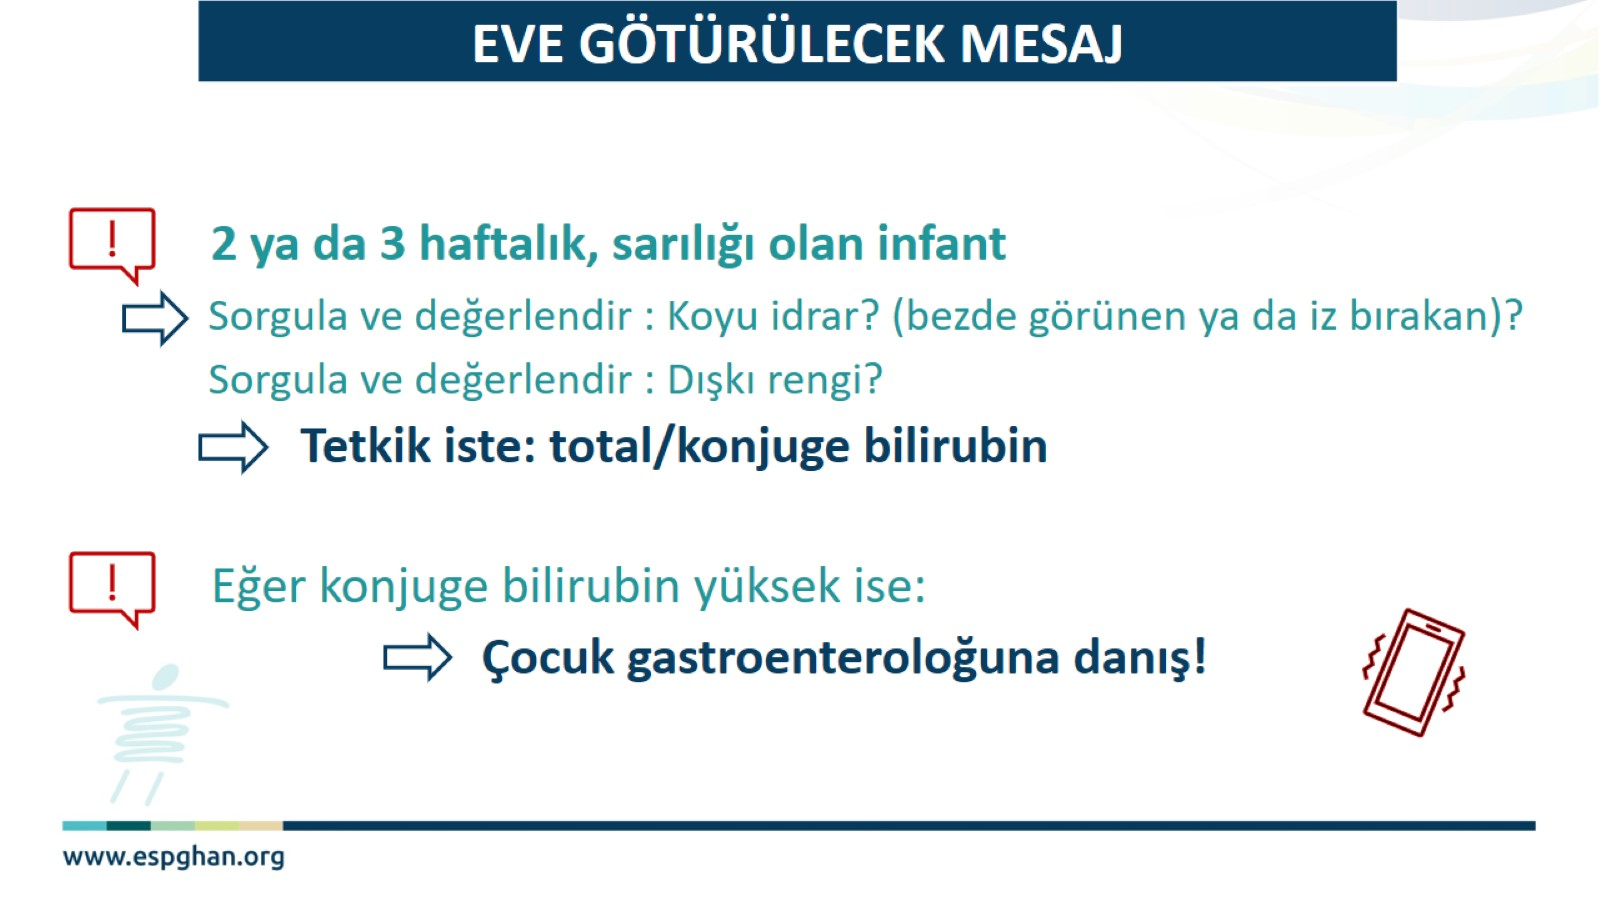 EVE GÖTÜRÜLECEK MESAJ
!
2 ya da 3 haftalık, sarılığı olan infant
Sorgula ve değerlendir : Koyu idrar? (bezde görünen ya da iz bırakan)?
Sorgula ve değerlendir : Dışkı rengi?
Tetkik iste: total/konjuge bilirubin
!
Eğer konjuge bilirubin yüksek ise:
Çocuk gastroenteroloğuna danış!
www.espghan.org